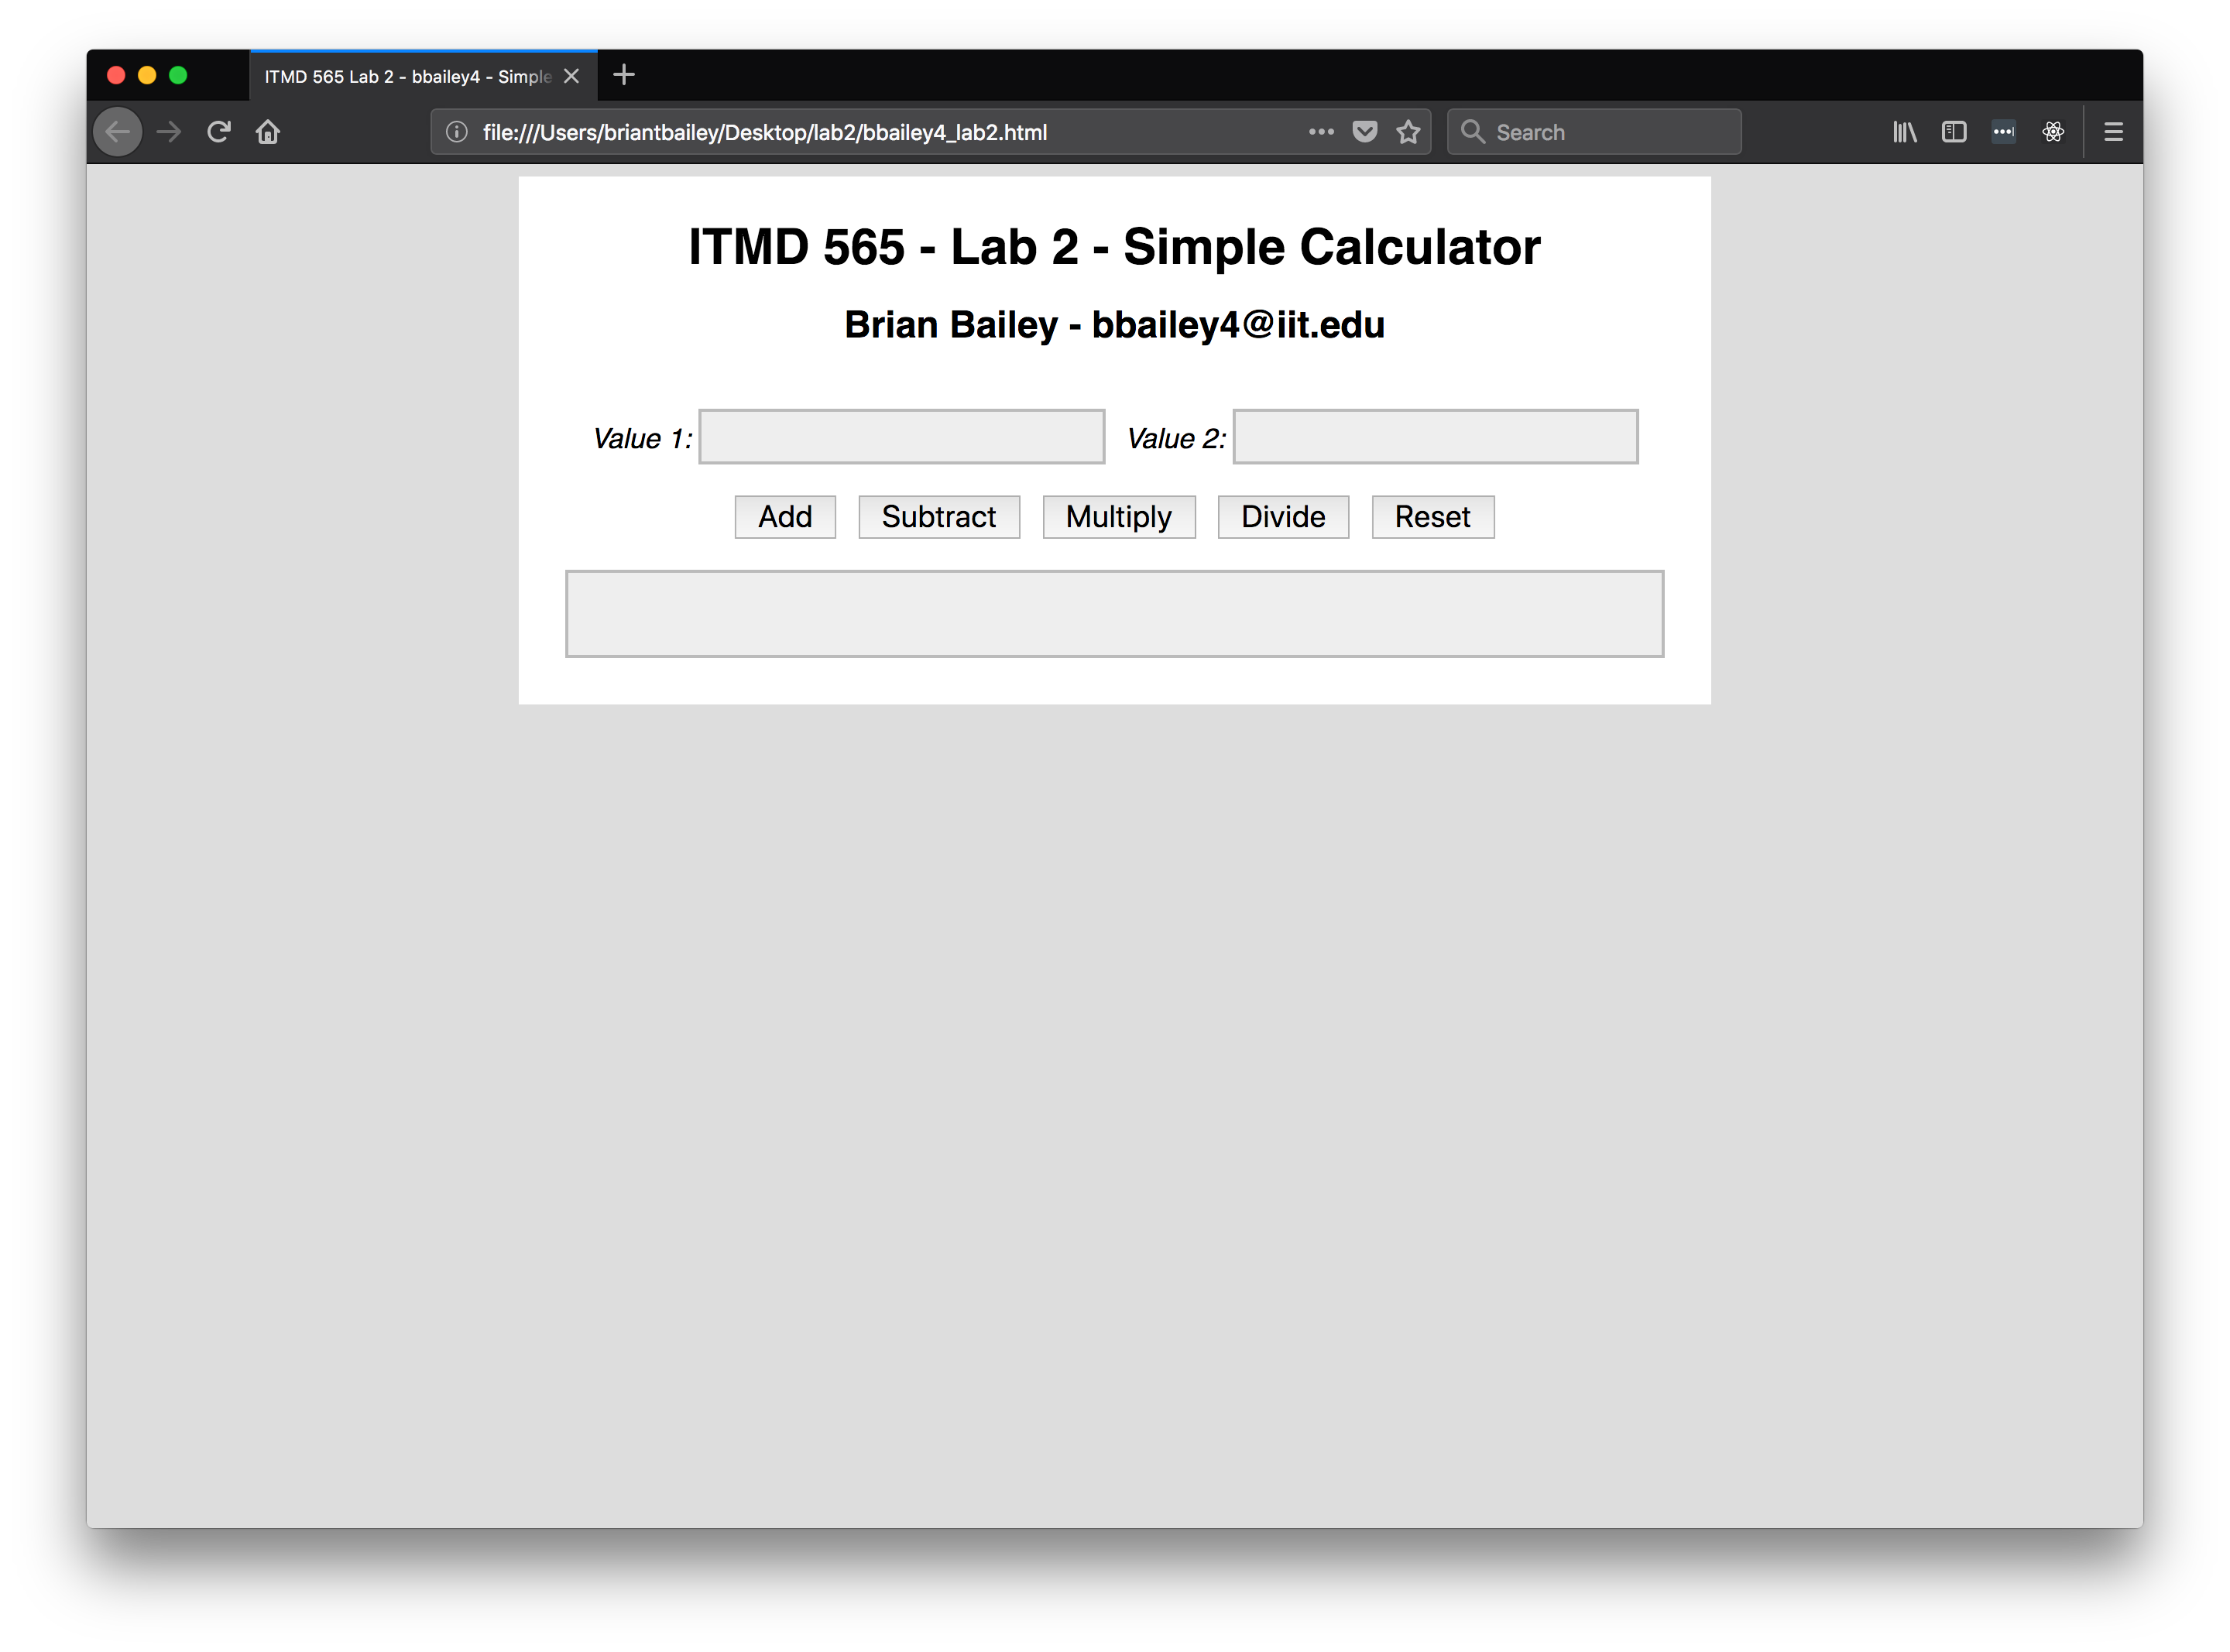 ITMD 565 Lab 2 - bbailey4 - Simple
file:///Users/briantbailey/Desktop/lab2/bbailey4_lab2.html
Search
ITMD 565 - Lab 2 - Simple Calculator
Brian Bailey - bbailey4@iit.edu
Value 1: Value 2:
Add Subtract Multiply Divide Reset